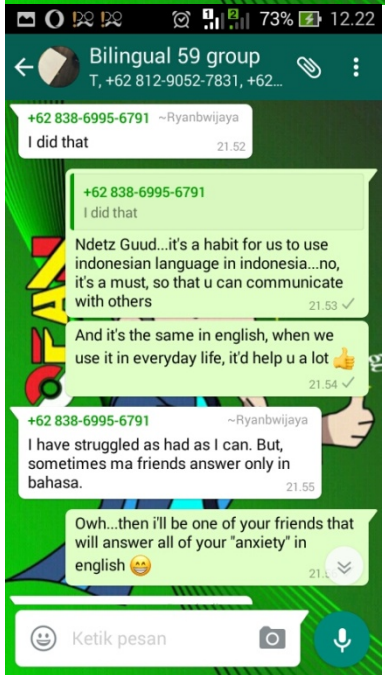 73% 12.22
Bilingual 59 group
T, +62 812-9052-7831, +62...
+62 838-6995-6791 ~Ryanbwijaya
I did that
21.52
+62 838-6995-6791
I did that
Ndetz Guud...it's a habit for us to use
indonesian language in indonesia...no,
it's a must, so that u can communicate
with others
21.53
And it's the same in english, when we
use it in everyday life, it'd help u a lot 👍
21.54
+62 838-6995-6791 ~Ryanbwijaya
I have struggled as had as I can. But,
sometimes ma friends answer only in
bahasa.
21.55
Owh...then i'll be one of your friends that
will answer all of your "anxiety" in
english 😁
Ketik pesan